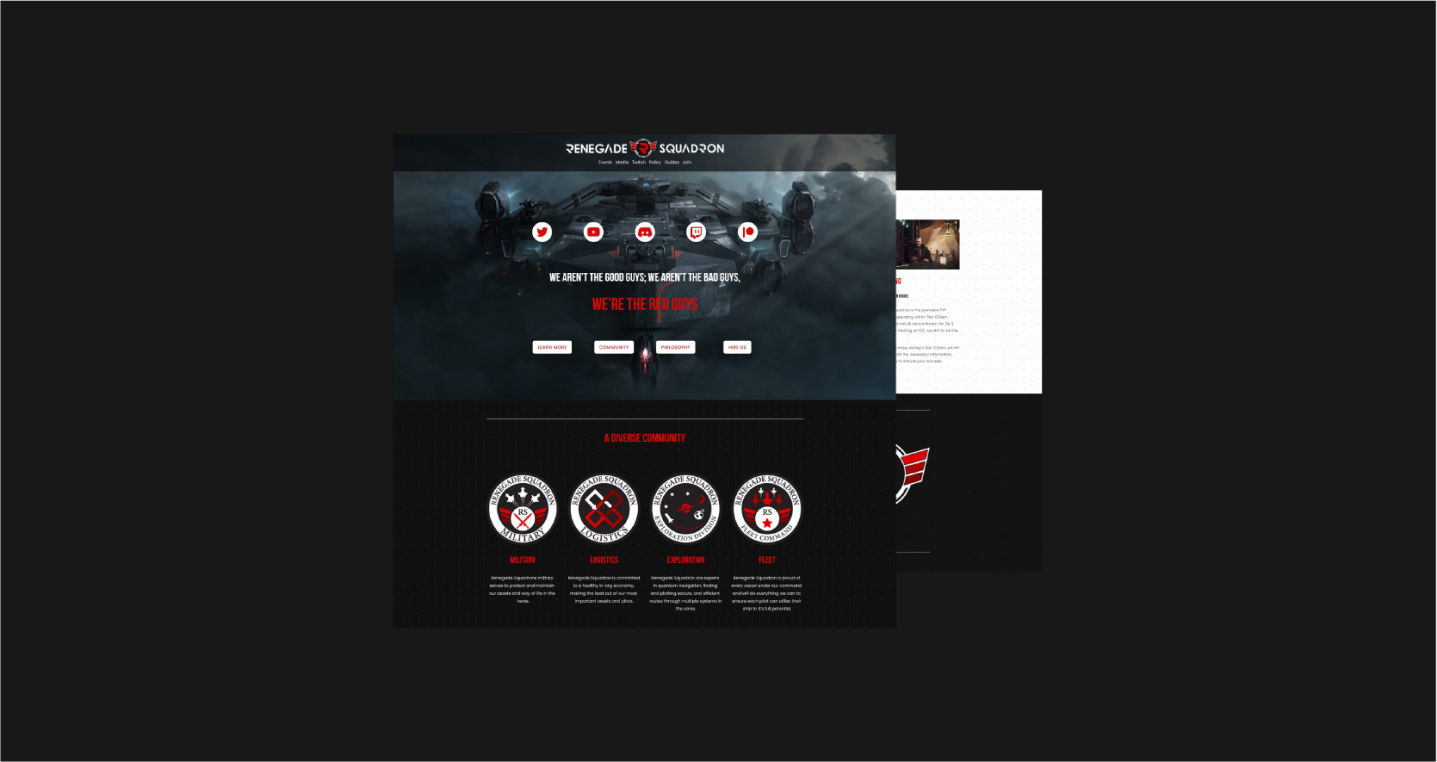 RENEGADE SQUADRON
Events Media Twitch Policy Guides Join
WE AREN'T THE GOOD GUYS; WE AREN'T THE BAD GUYS,
WE'RE THE RED GUYS
LEARN MORE COMMUNITY PHILOSOPHY HIRE US
A DIVERSE COMMUNITY
RENEGADE SQUADRON
RS
MILITARY
RENEGADE SQUADRON
LOGISTICS
RENEGADE SQUADRON
EXPLORATION DIVISION
RENEGADE SQUADRON
RS
FLEET COMMAND
MILITARY
Renegade Squadrons military
serves to protect and maintain
our assets and way of life in the
'verse.
LOGISTICS
Renegade Squadron is committed
to a healthy in-org economy,
making the best out of our most
important assets and pilots.
EXPLORATION
Renegade Squadron are experts
in quantum navigation, finding
and plotting secure, and efficient
routes through multiple systems in
the verse.
FLEET
Renegade Squadron is proud of
every vessel under our command
and will do everything we can to
ensure each pilot can utilize their
ship to it's full potential.